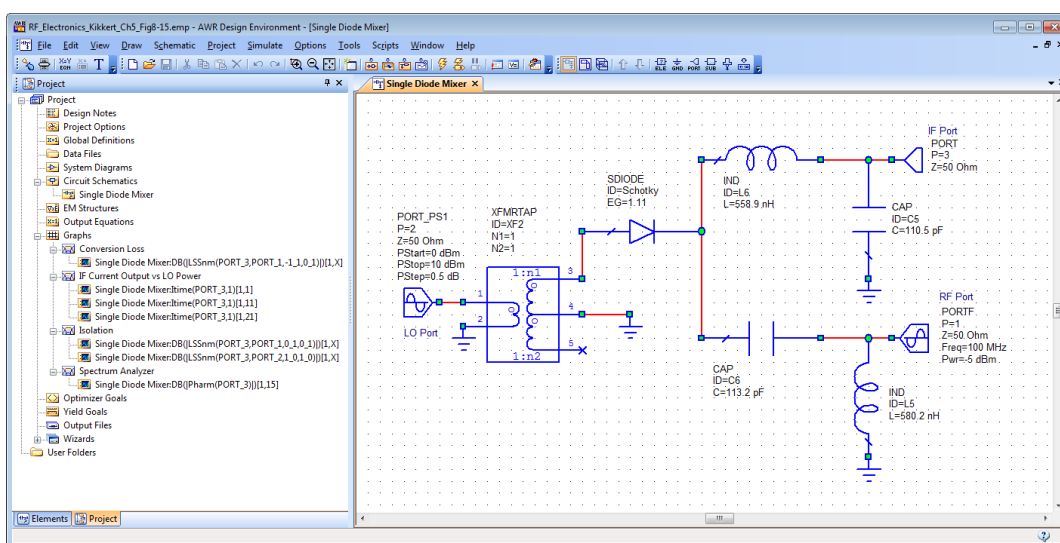 RF_Electronics_Kikkert_Ch5_Fig8-15.emp - AWR Design Environment - [Single Diode Mixer]
File Edit View Draw Schematic Project Simulate Options Tools Scripts Window Help
Project
Single Diode Mixer
Project
Design Notes
Project Options
Global Definitions
Data Files
System Diagrams
Circuit Schematics
Single Diode Mixer
EM Structures
Output Equations
Graphs
Conversion Loss
Single Diode Mixer:DB(|LSSnm(PORT_3,PORT_1,-1_1,0_1)|)[1,X]
IF Current Output vs LO Power
Single Diode Mixer:Itime(PORT_3,1)[1,1]
Single Diode Mixer:Itime(PORT_3,1)[1,11]
Single Diode Mixer:Itime(PORT_3,1)[1,21]
Isolation
Single Diode Mixer:DB(|LSSnm(PORT_3,PORT_1,0_1,0_1)|)[1,X]
Single Diode Mixer:DB(|LSSnm(PORT_3,PORT_2,1_0,1_0)|)[1,X]
Spectrum Analyzer
Single Diode Mixer:DB(|Pharm(PORT_3)|)[1,15]
Optimizer Goals
Yield Goals
Output Files
Wizards
User Folders
Elements
Project
IF Port
PORT
P=3
Z=50 Ohm
IND
ID=L6
L=558.9 nH
CAP
ID=C5
C=110.5 pF
SDIODE
ID=Schotky
EG=1.11
XFMRTAP
ID=XF2
N1=1
N2=1
PORT_PS1
P=2
Z=50 Ohm
PStart=0 dBm
PStop=10 dBm
PStep=0.5 dB
LO Port
1:n1
1
2
3
4
5
1:n2
RF Port
PORTF
P=1
Z=50 Ohm
Freq=100 MHz
Pwr=-5 dBm
CAP
ID=C6
C=113.2 pF
IND
ID=L5
L=580.2 nH